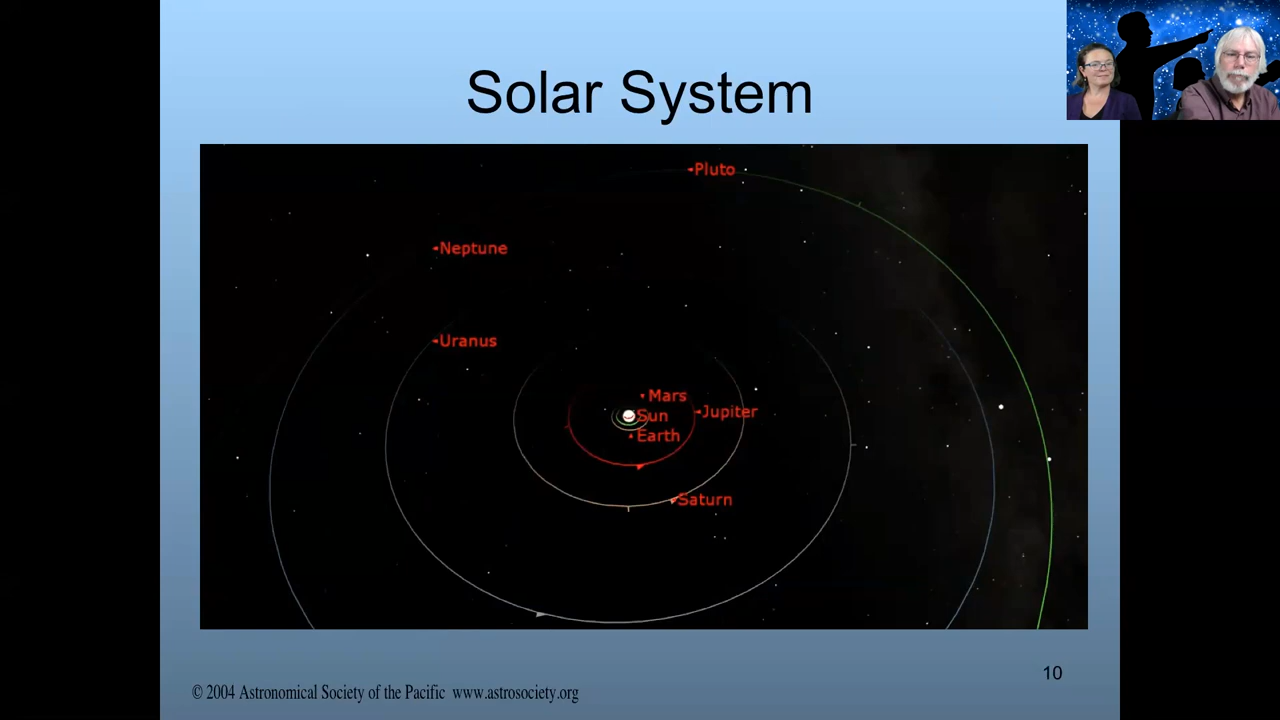 Solar System
Pluto
Neptune
Uranus
Mars
Jupiter
Sun
Earth
Saturn
10
© 2004 Astronomical Society of the Pacific www.astrosociety.org